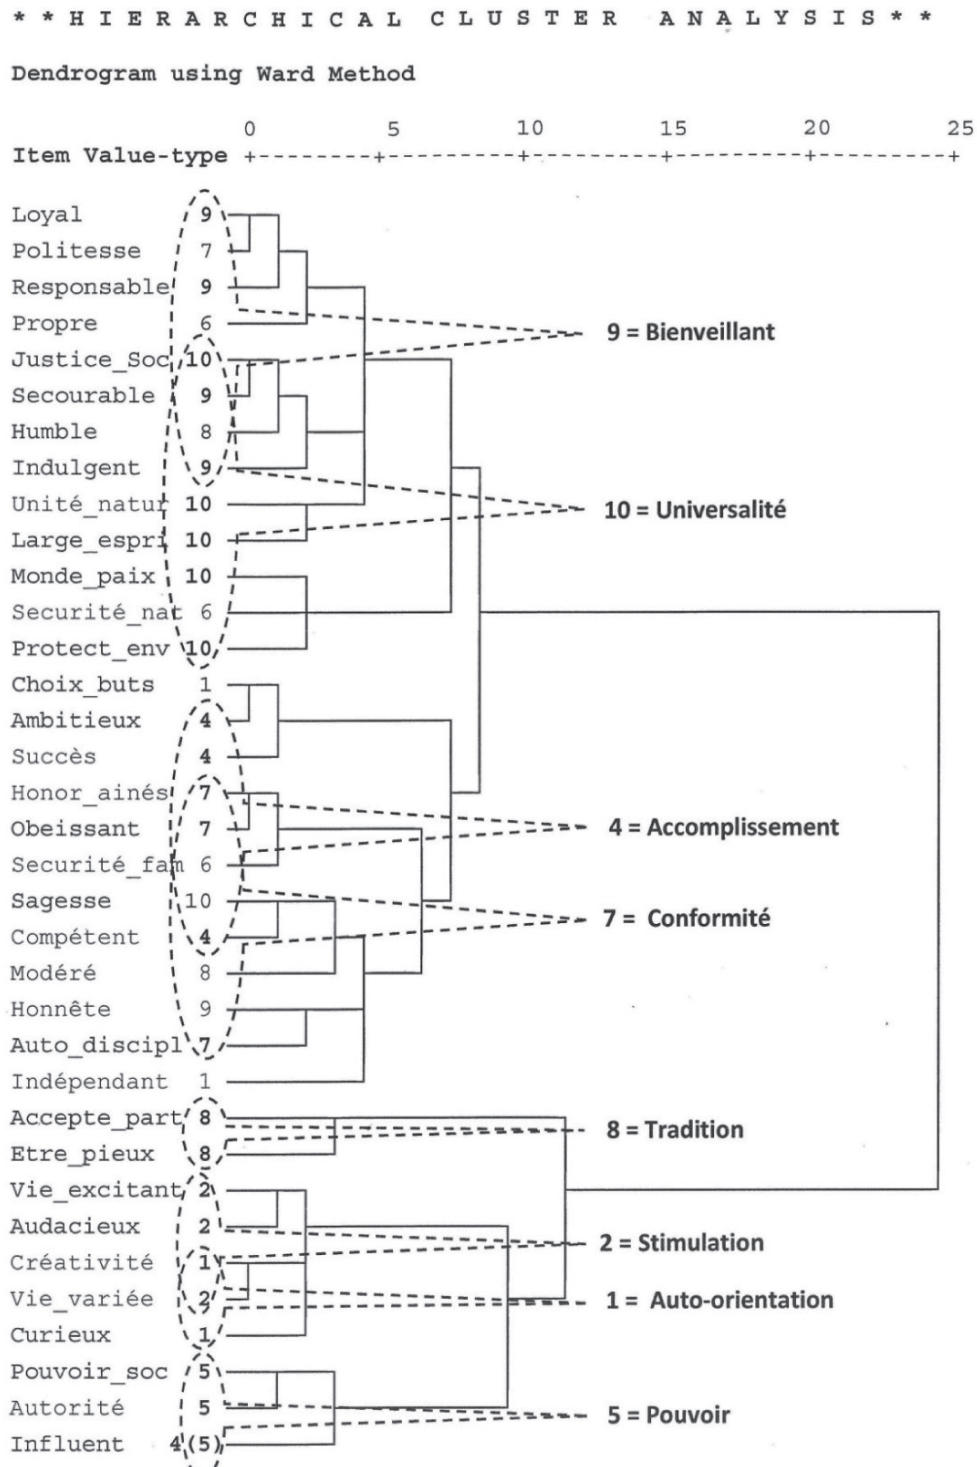 * * H I E R A R C H I C A L   C L U S T E R   A N A L Y S I S * *
Dendrogram using Ward Method
0 5 10 15 20 25
Item Value-type +---------+---------+---------+---------+---------+
Loyal 9
Politesse 7
Responsable 9
Propre 6
9 = Bienveillant
Justice_Soc 10
Secourable 9
Humble 8
Indulgent 9
Unité_natur 10
10 = Universalité
Large_espri 10
Monde_paix 10
Securité_nat 6
Protect_env 10
Choix_buts 1
Ambitieux 4
Succès 4
Honor_ainés 7
Obeissant 7
4 = Accomplissement
Securité_fam 6
Sagesse 10
7 = Conformité
Compétent 4
Modéré 8
Honnête 9
Auto_discipl 7
Indépendant 1
Accepte_part 8
8 = Tradition
Etre_pieux 8
Vie_excitant 2
Audacieux 2
2 = Stimulation
Créativité 1
Vie_variée 2
1 = Auto-orientation
Curieux 1
Pouvoir_soc 5
Autorité 5
5 = Pouvoir
Influent 4(5)